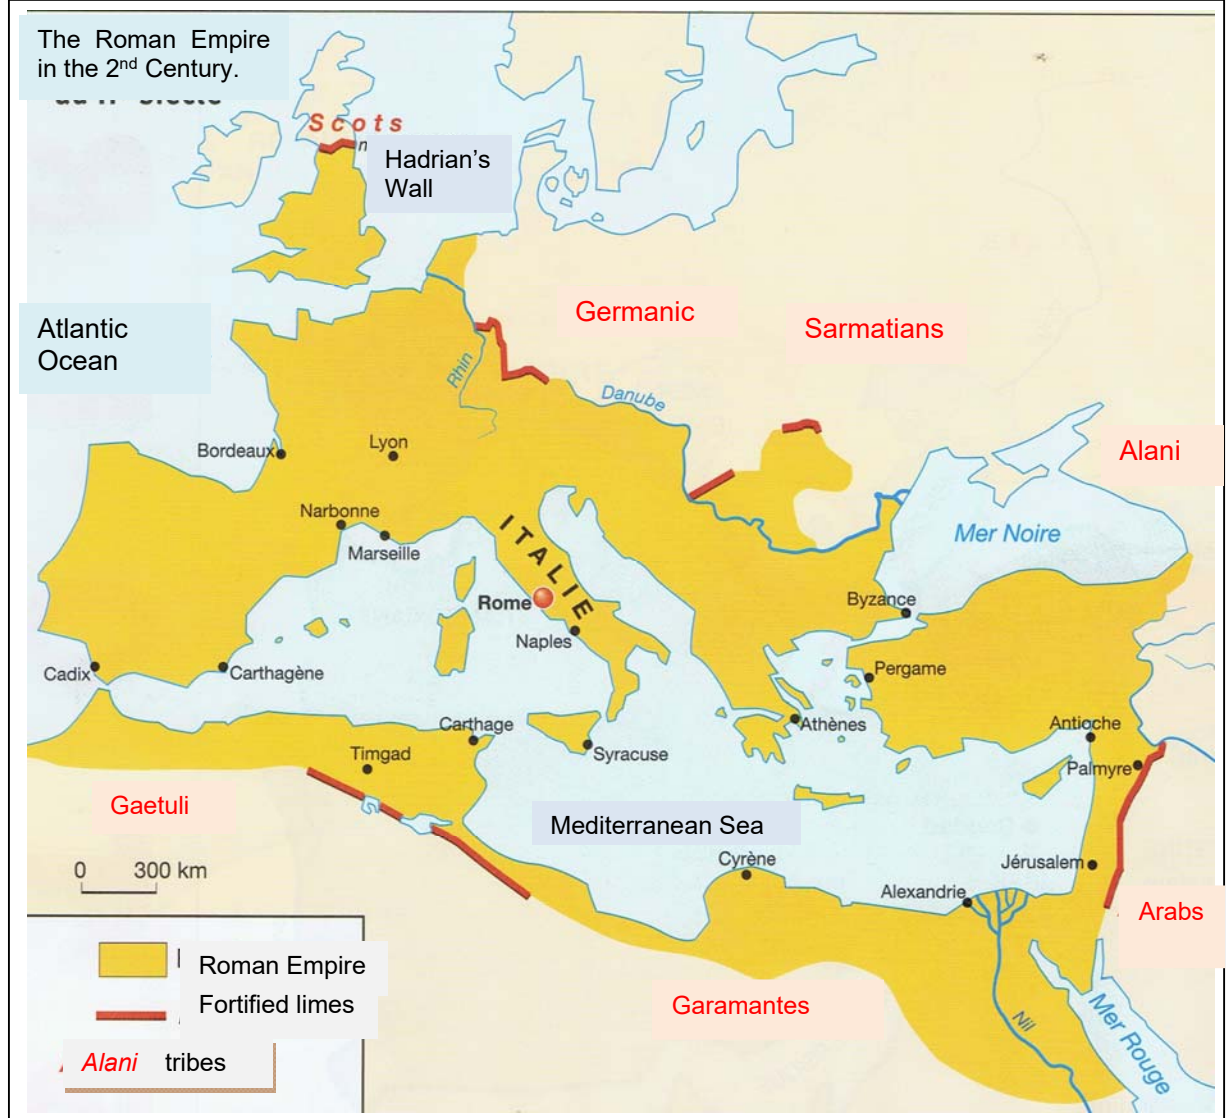 The Roman Empire
in the 2nd Century.
Scots
Hadrian's
Wall
Atlantic
Ocean
Germanic
Sarmatians
Rhin
Danube
Alani
Bordeaux
Lyon
Narbonne
Marseille
ITALIE
Mer Noire
Rome
Naples
Byzance
Cadix
Carthagène
Pergame
Carthage
Athènes
Antioche
Timgad
Syracuse
Palmyre
Gaetuli
Mediterranean Sea
Cyrène
Jérusalem
0 300 km
Alexandrie
Arabs
Roman Empire
Fortified limes
Garamantes
Nil
Mer Rouge
Alani tribes